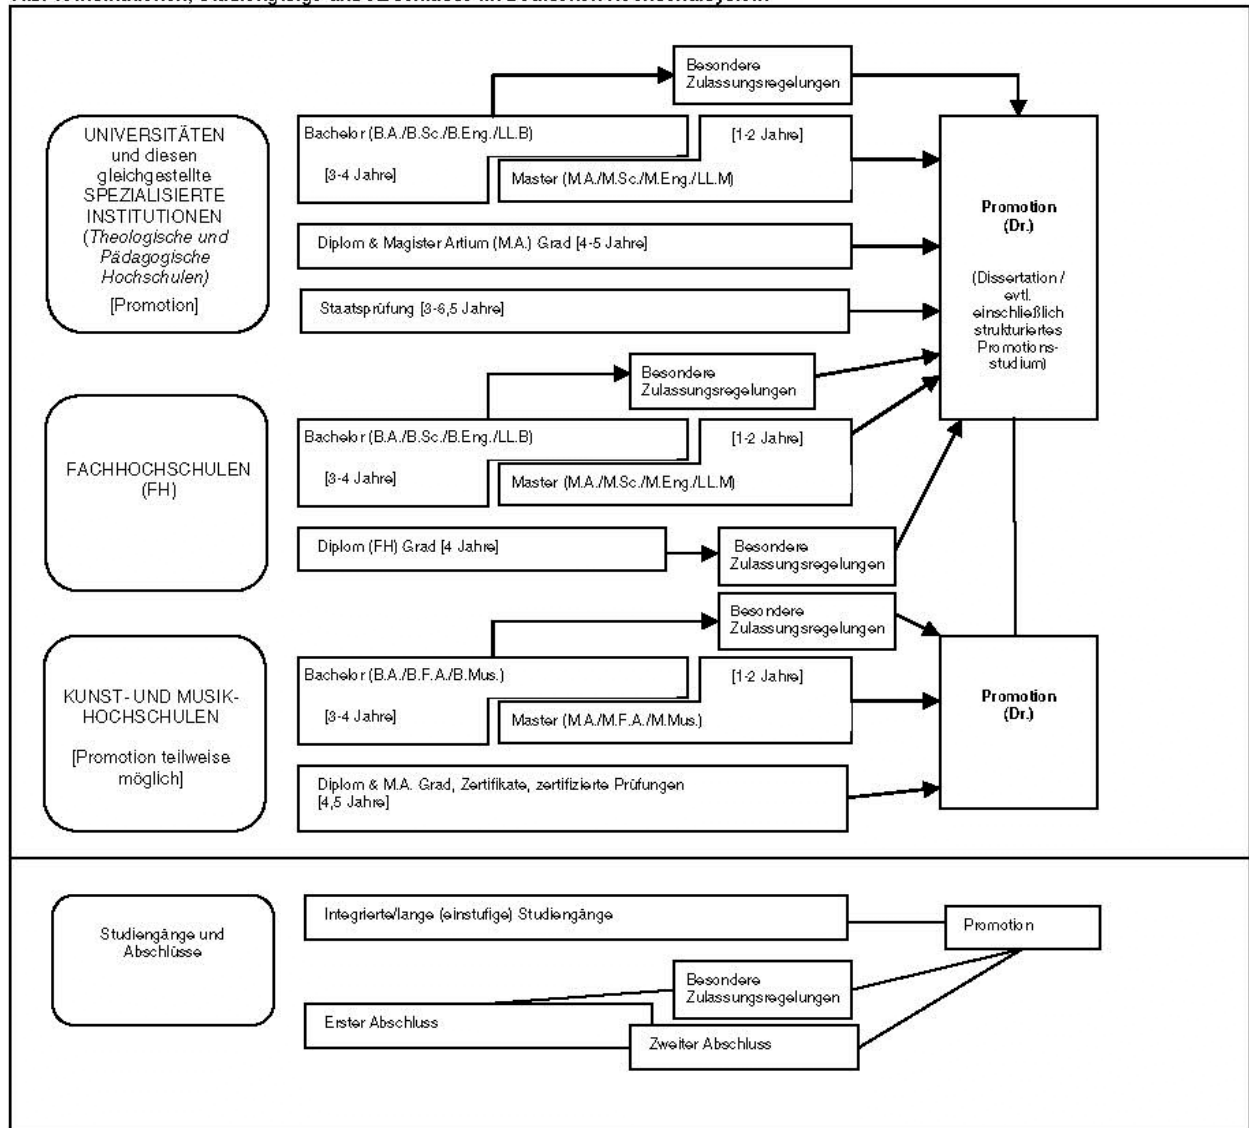 Besondere
Zulassungsregelungen
UNIVERSITÄTEN
und diesen
gleichgestellte
SPEZIALISIERTE
INSTITUTIONEN
(Theologische und
Pädagogische
Hochschulen)
[Promotion]
Bachelor (B.A./B.Sc./B.Eng./LL.B)
[3-4 Jahre]
[1-2 Jahre]
Master (M.A./M.Sc./M.Eng./LL.M)
Diplom & Magister Artium (M.A.) Grad [4-5 Jahre]
Staatsprüfung [3-6,5 Jahre]
Promotion
(Dr.)
(Dissertation /
evtl.
einschließlich
strukturiertes
Promotions-
studium)
Besondere
Zulassungsregelungen
FACHHOCHSCHULEN
(FH)
Bachelor (B.A./B.Sc./B.Eng./LL.B)
[3-4 Jahre]
[1-2 Jahre]
Master (M.A./M.Sc./M.Eng./LL.M)
Diplom (FH) Grad [4 Jahre]
Besondere
Zulassungsregelungen
Besondere
Zulassungsregelungen
KUNST- UND MUSIK-
HOCHSCHULEN
[Promotion teilweise
möglich]
Bachelor (B.A./B.F.A./B.Mus.)
[3-4 Jahre]
[1-2 Jahre]
Master (M.A./M.F.A./M.Mus.)
Diplom & M.A. Grad, Zertifikate, zertifizierte Prüfungen
[4,5 Jahre]
Promotion
(Dr.)
Studiengänge und
Abschlüsse
Integrierte/lange (einstufige) Studiengänge
Promotion
Besondere
Zulassungsregelungen
Erster Abschluss
Zweiter Abschluss